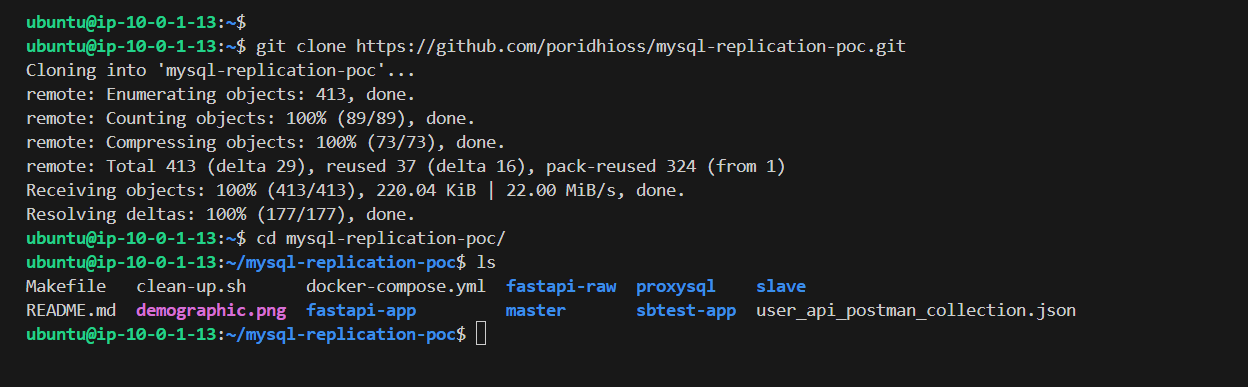 ubuntu@ip-10-0-1-13:~$
ubuntu@ip-10-0-1-13:~$ git clone https://github.com/poridhioss/mysql-replication-poc.git
Cloning into 'mysql-replication-poc'...
remote: Enumerating objects: 413, done.
remote: Counting objects: 100% (89/89), done.
remote: Compressing objects: 100% (73/73), done.
remote: Total 413 (delta 29), reused 37 (delta 16), pack-reused 324 (from 1)
Receiving objects: 100% (413/413), 220.04 KiB | 22.00 MiB/s, done.
Resolving deltas: 100% (177/177), done.
ubuntu@ip-10-0-1-13:~$ cd mysql-replication-poc/
ubuntu@ip-10-0-1-13:~/mysql-replication-poc$ ls
Makefile   clean-up.sh      docker-compose.yml  fastapi-raw  proxysql    slave
README.md  demographic.png  fastapi-app         master       sbtest-app  user_api_postman_collection.json
ubuntu@ip-10-0-1-13:~/mysql-replication-poc$